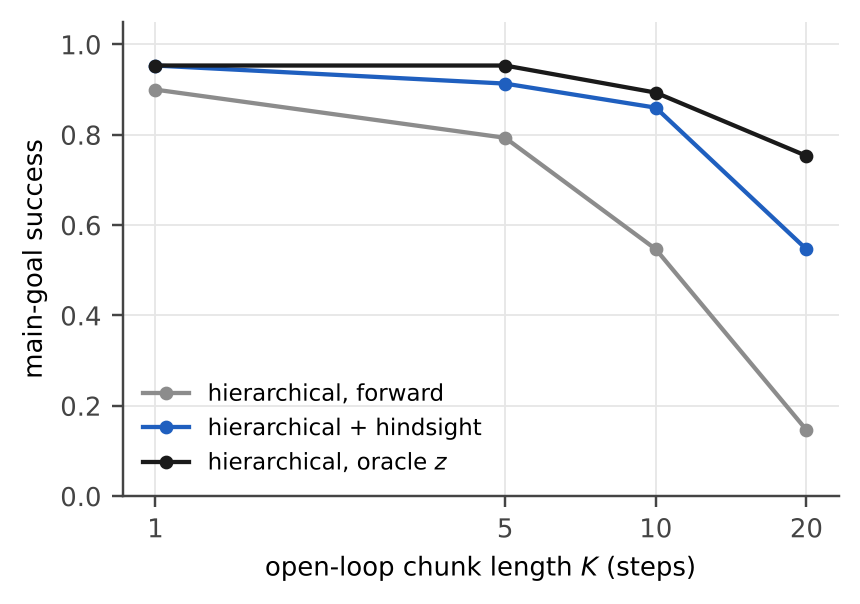 1.0
0.8
0.6
0.4
0.2
0.0
main-goal success
hierarchical, forward
hierarchical + hindsight
hierarchical, oracle z
1 5 10 20
open-loop chunk length K (steps)